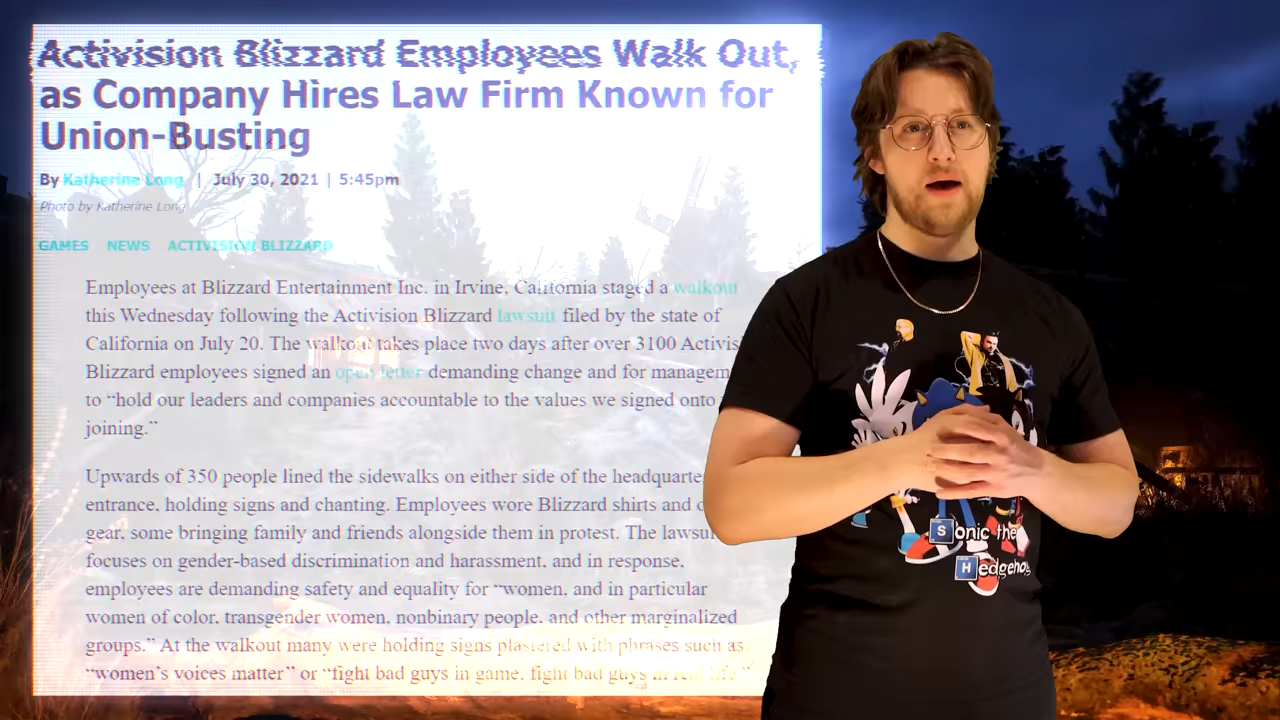 Activision Blizzard Employees Walk Out,
as Company Hires Law Firm Known for
Union-Busting
By Katherine Long | July 30, 2021 | 5:45pm
Photo by Katherine Long
GAMES NEWS ACTIVISION BLIZZARD
Employees at Blizzard Entertainment Inc. in Irvine, California staged a walkout
this Wednesday following the Activision Blizzard lawsuit filed by the state of
California on July 20. The walkout takes place two days after over 3100 Activis
Blizzard employees signed an open letter demanding change and for managem
to “hold our leaders and companies accountable to the values we signed onto
joining.”
Upwards of 350 people lined the sidewalks on either side of the headquarte
entrance, holding signs and chanting. Employees wore Blizzard shirts and
gear, some bringing family and friends alongside them in protest. The lawsu
focuses on gender-based discrimination and harassment, and in response,
employees are demanding safety and equality for “women, and in particular
women of color, transgender women, nonbinary people, and other marginalized
groups.” At the walkout many were holding signs plastered with phrases such as,
“women’s voices matter” or “fight bad guys in game, fight bad guys in real life.”
Sonic the
Hedgehog